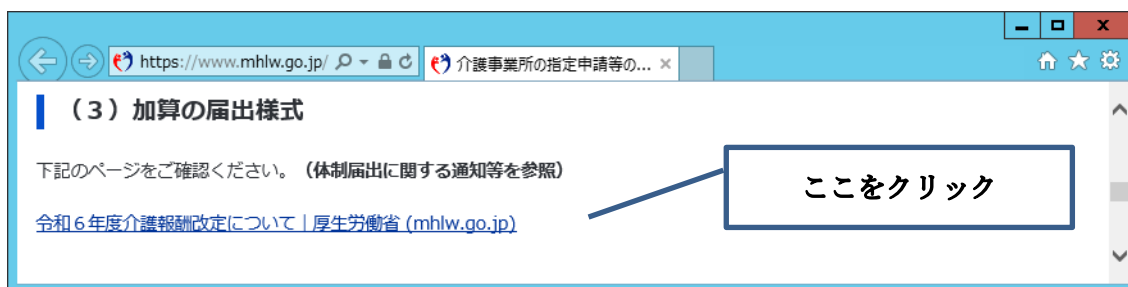 https://www.mhlw.go.jp/ 介護事業所の指定申請等の...
（３）加算の届出様式
下記のページをご確認ください。（体制届出に関する通知等を参照）
ここをクリック
令和６年度介護報酬改定について｜厚生労働省 (mhlw.go.jp)